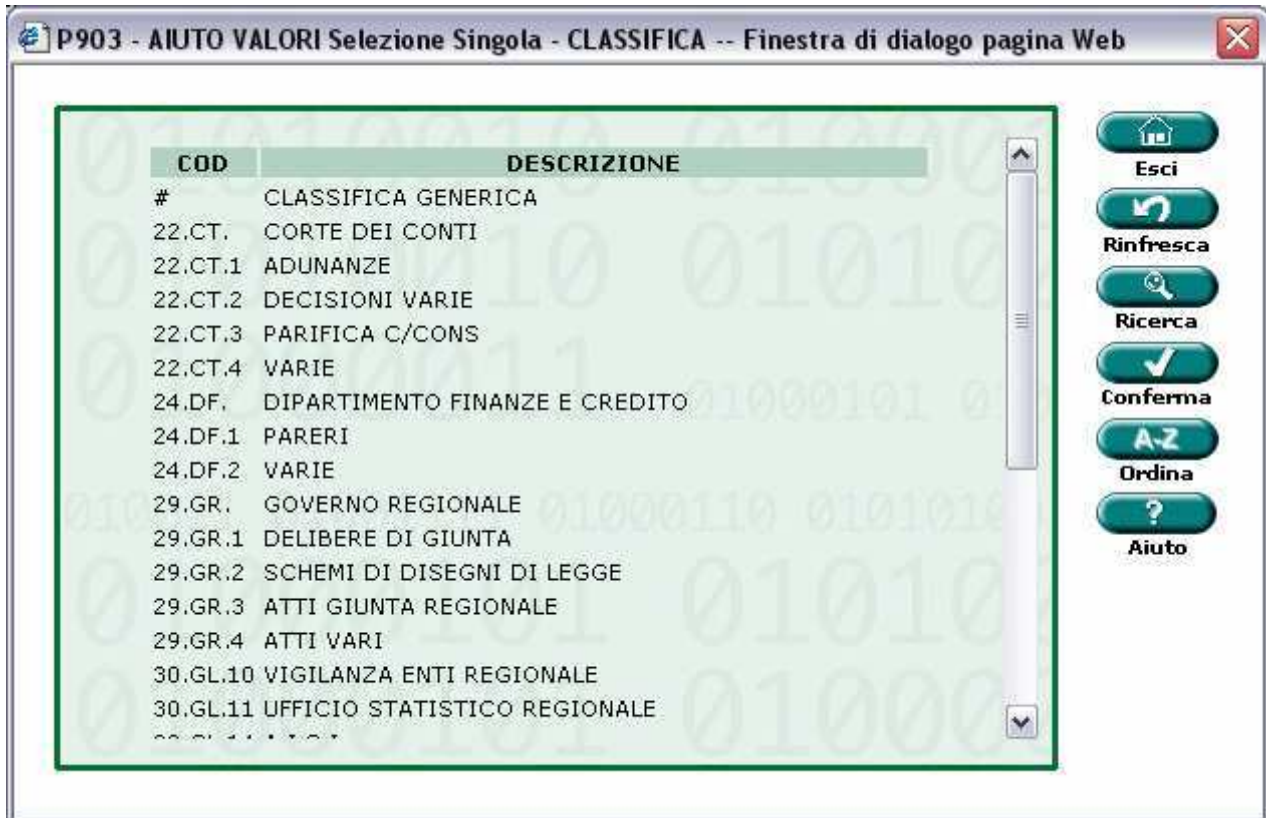 P903 - AIUTO VALORI Selezione Singola - CLASSIFICA -- Finestra di dialogo pagina Web
COD DESCRIZIONE
# CLASSIFICA GENERICA
22.CT. CORTE DEI CONTI
22.CT.1 ADUNANZE
22.CT.2 DECISIONI VARIE
22.CT.3 PARIFICA C/CONS
22.CT.4 VARIE
24.DF. DIPARTIMENTO FINANZE E CREDITO
24.DF.1 PARERI
24.DF.2 VARIE
29.GR. GOVERNO REGIONALE
29.GR.1 DELIBERE DI GIUNTA
29.GR.2 SCHEMI DI DISEGNI DI LEGGE
29.GR.3 ATTI GIUNTA REGIONALE
29.GR.4 ATTI VARI
30.GL.10 VIGILANZA ENTI REGIONALE
30.GL.11 UFFICIO STATISTICO REGIONALE
Esci
Rinfresca
Ricerca
Conferma
A-Z
Ordina
?
Aiuto